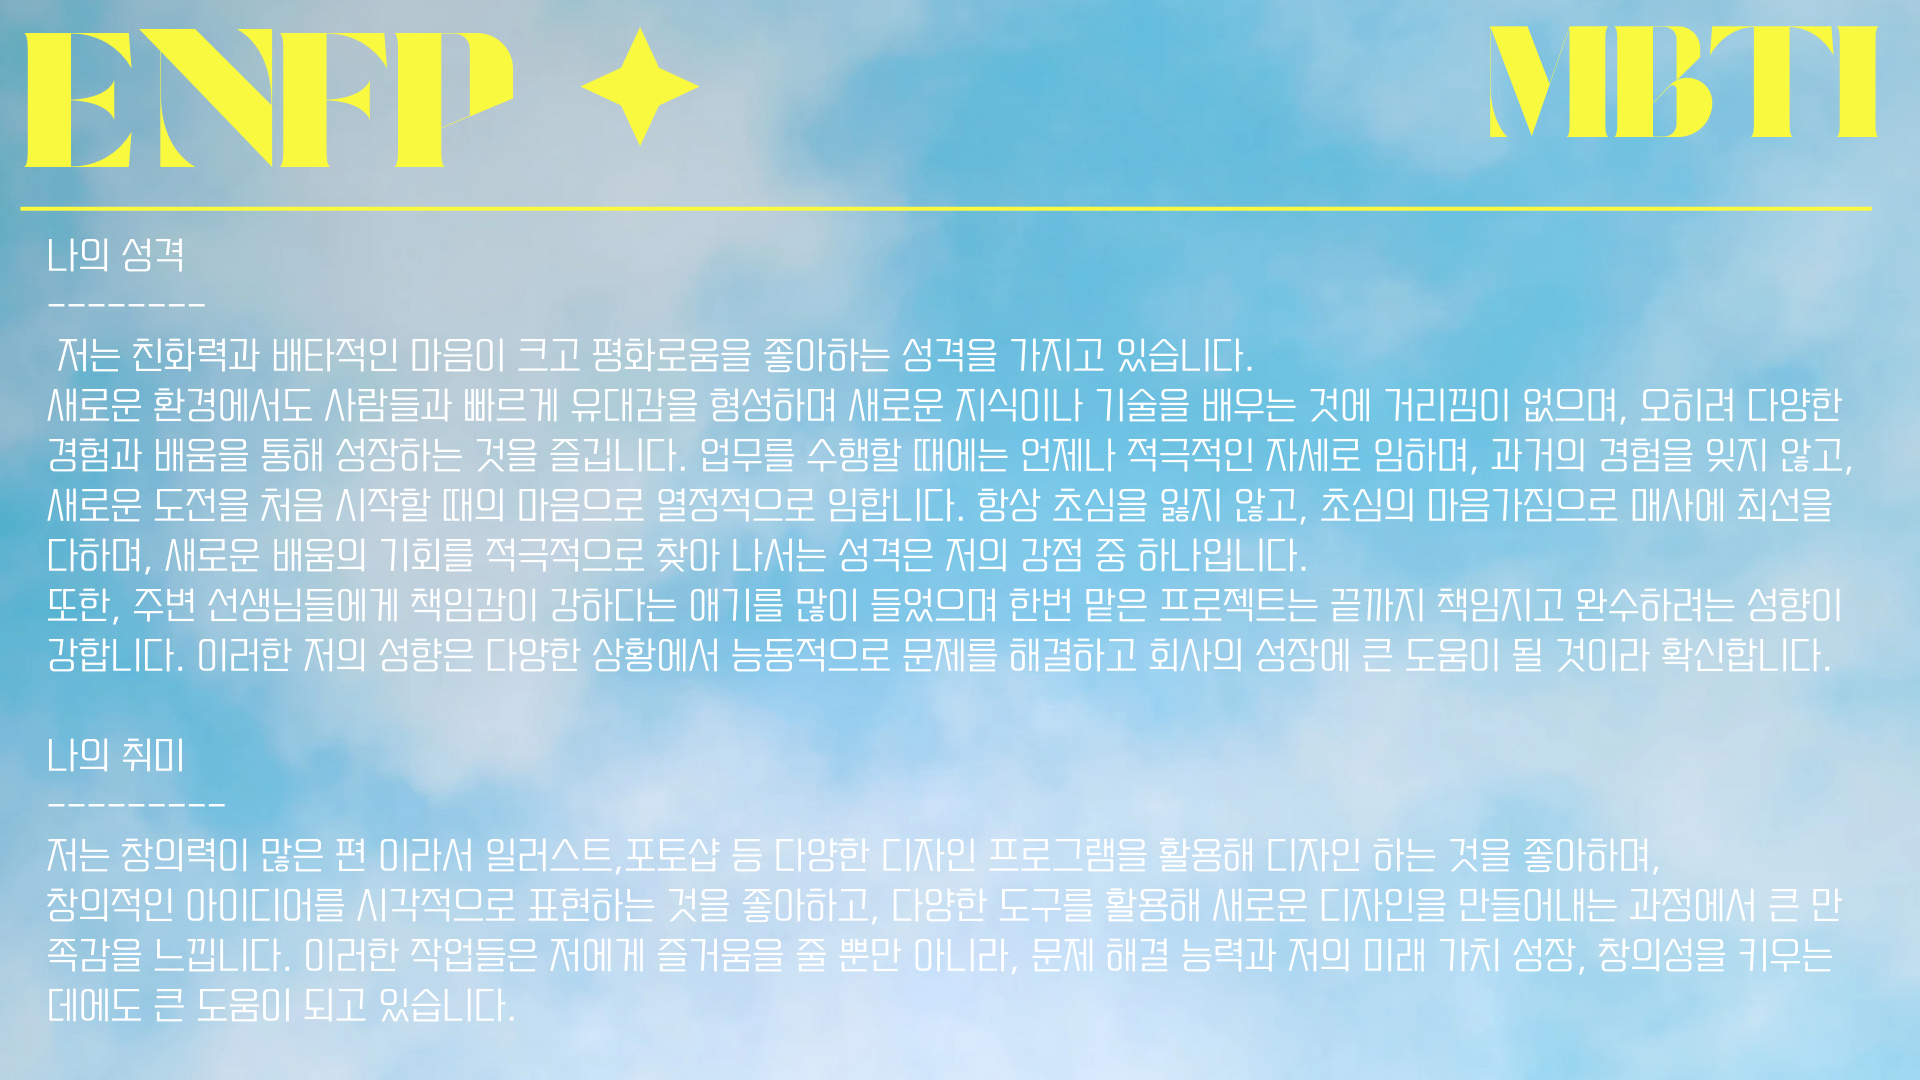 ENFP MBTI
나의 성격
--------
저는 친화력과 배타적인 마음이 크고 평화로움을 좋아하는 성격을 가지고 있습니다.
새로운 환경에서도 사람들과 빠르게 유대감을 형성하며 새로운 지식이나 기술을 배우는 것에 거리낌이 없으며, 오히려 다양한
경험과 배움을 통해 성장하는 것을 즐깁니다. 업무를 수행할 때에는 언제나 적극적인 자세로 임하며, 과거의 경험을 잊지 않고,
새로운 도전을 처음 시작할 때의 마음으로 열정적으로 임합니다. 항상 초심을 잃지 않고, 초심의 마음가짐으로 매사에 최선을
다하며, 새로운 배움의 기회를 적극적으로 찾아 나서는 성격은 저의 강점 중 하나입니다.
또한, 주변 선생님들에게 책임감이 강하다는 얘기를 많이 들었으며 한번 맡은 프로젝트는 끝까지 책임지고 완수하려는 성향이
강합니다. 이러한 저의 성향은 다양한 상황에서 능동적으로 문제를 해결하고 회사의 성장에 큰 도움이 될 것이라 확신합니다.
나의 취미
---------
저는 창의력이 많은 편 이라서 일러스트,포토샵 등 다양한 디자인 프로그램을 활용해 디자인 하는 것을 좋아하며,
창의적인 아이디어를 시각적으로 표현하는 것을 좋아하고, 다양한 도구를 활용해 새로운 디자인을 만들어내는 과정에서 큰 만
족감을 느낍니다. 이러한 작업들은 저에게 즐거움을 줄 뿐만 아니라, 문제 해결 능력과 저의 미래 가치 성장, 창의성을 키우는
데에도 큰 도움이 되고 있습니다.